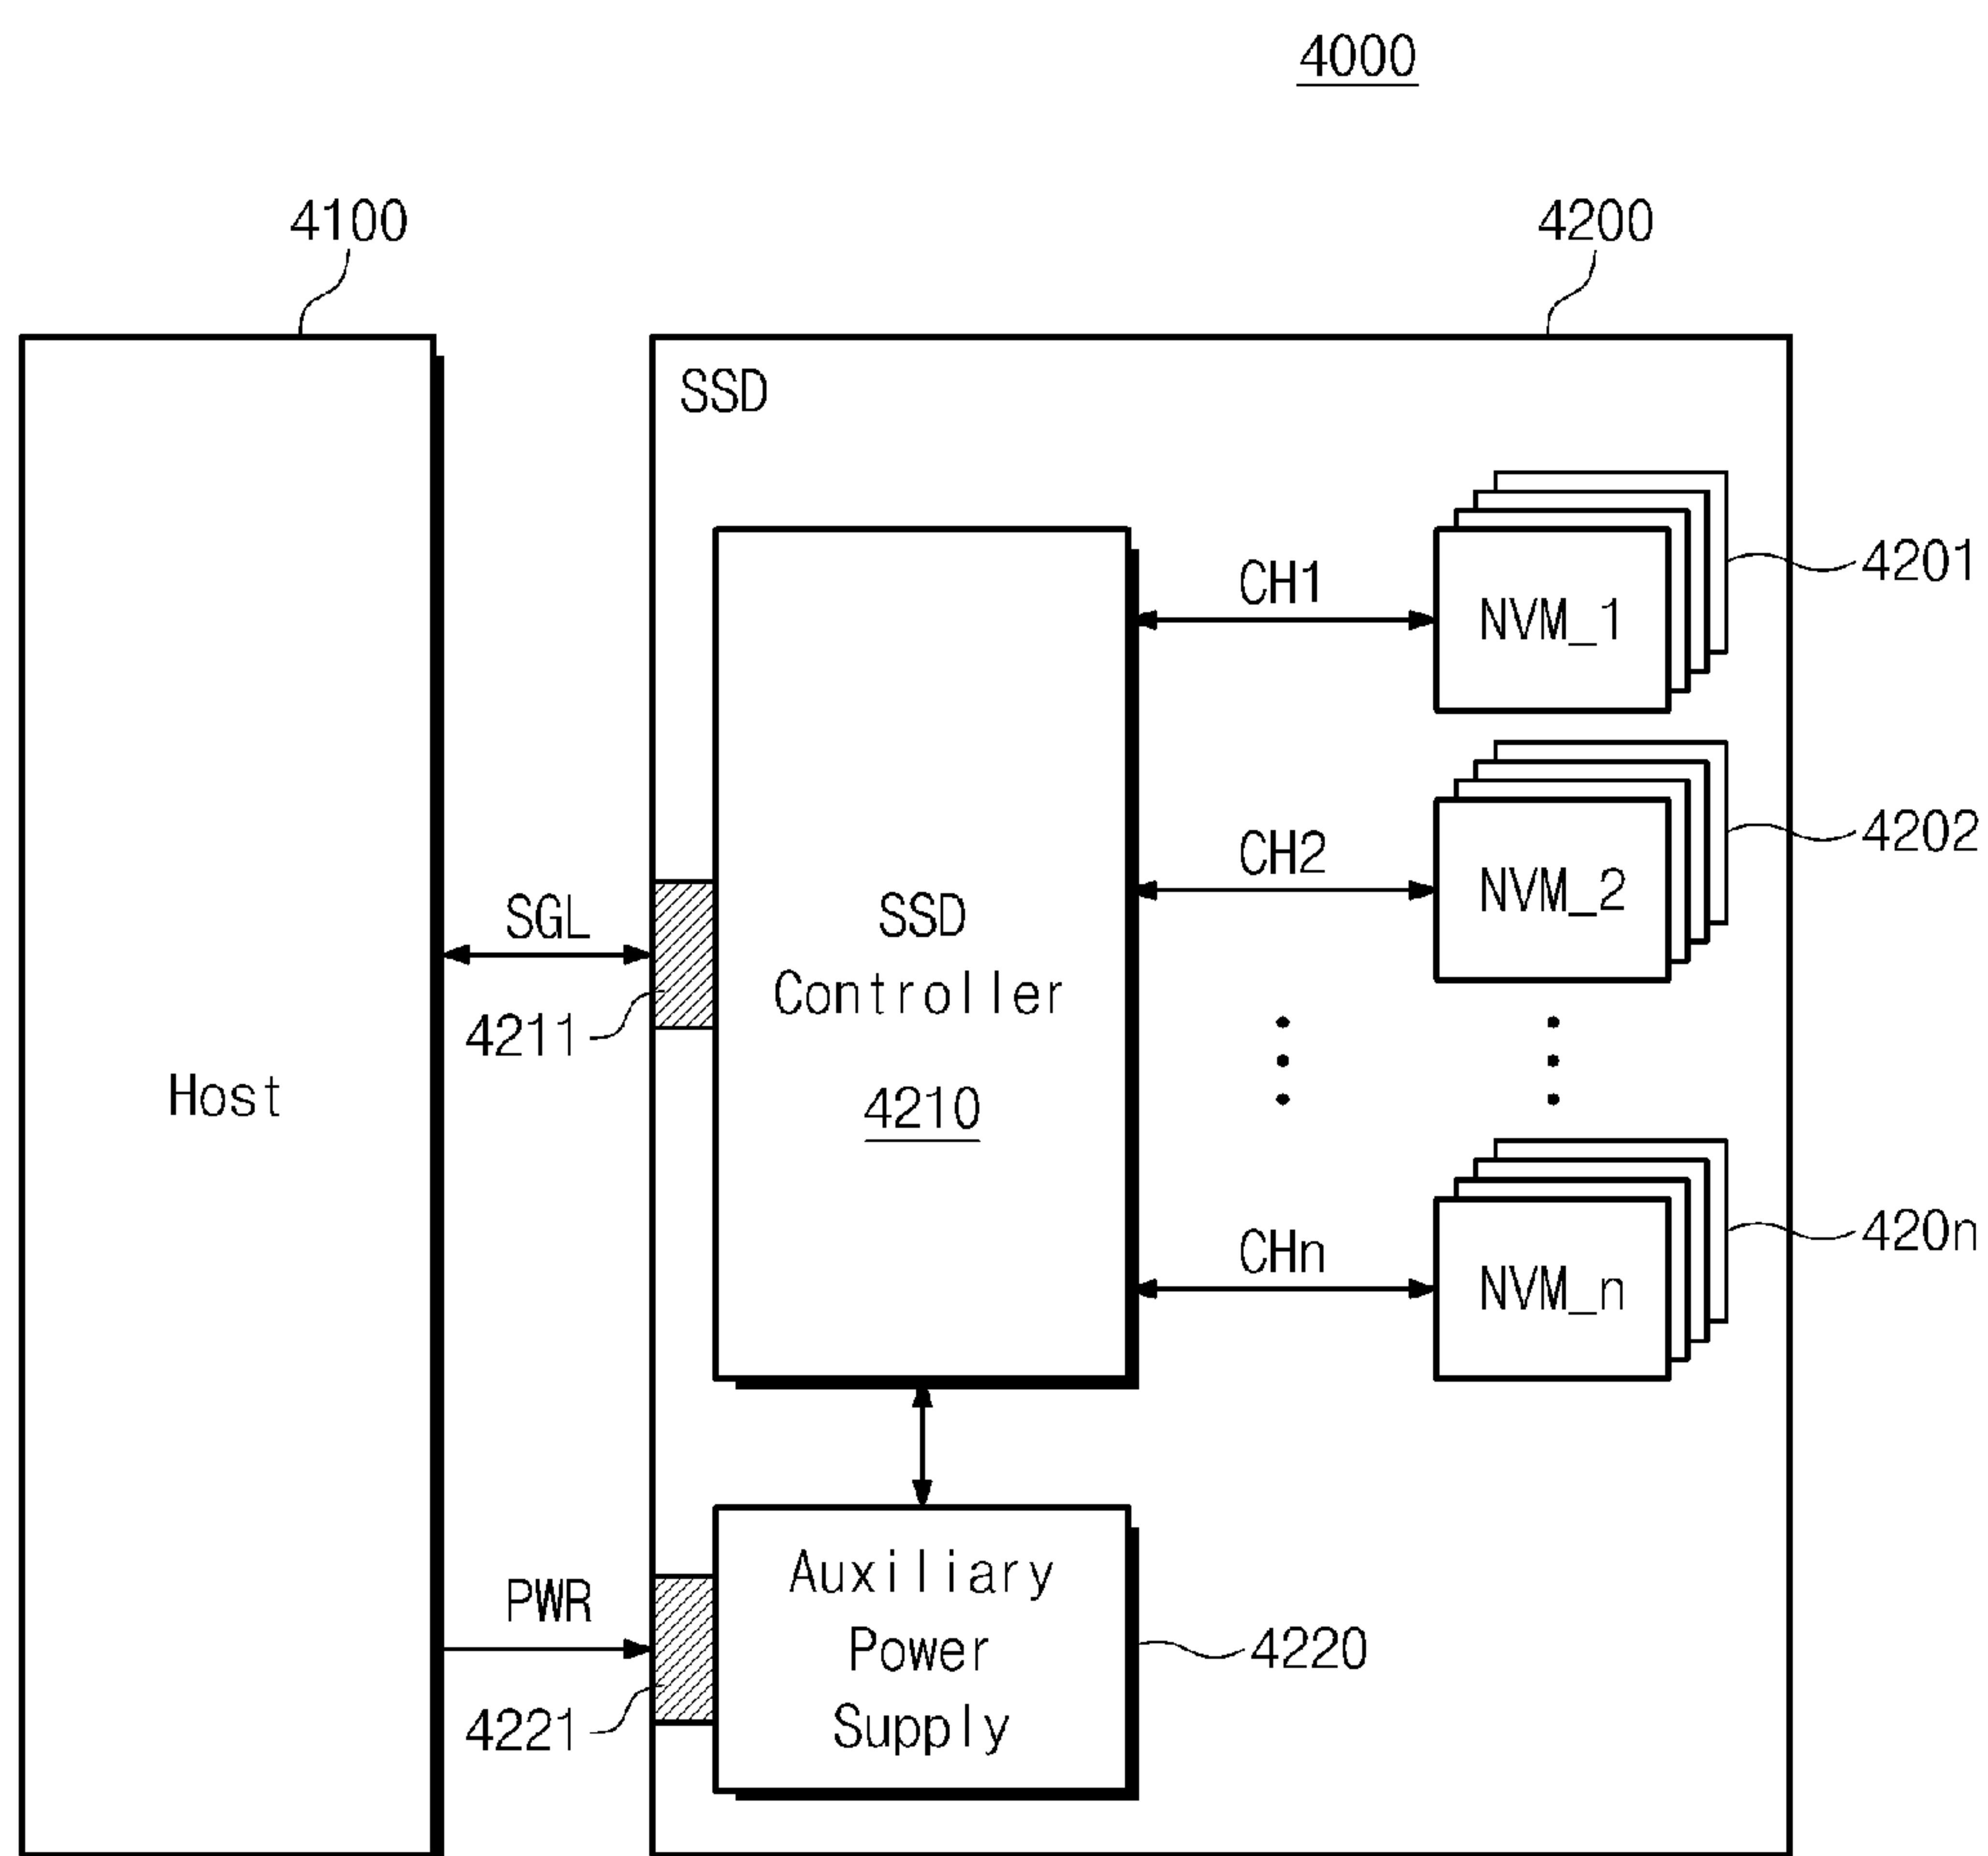 4000
4100
4200
SSD
4201
CH1
NVM_1
4202
CH2
NVM_2
SGL
SSD
Controller
4211
4210
Host
420n
CHn
NVM_n
Auxiliary
PWR
Power
4220
Supply
4221